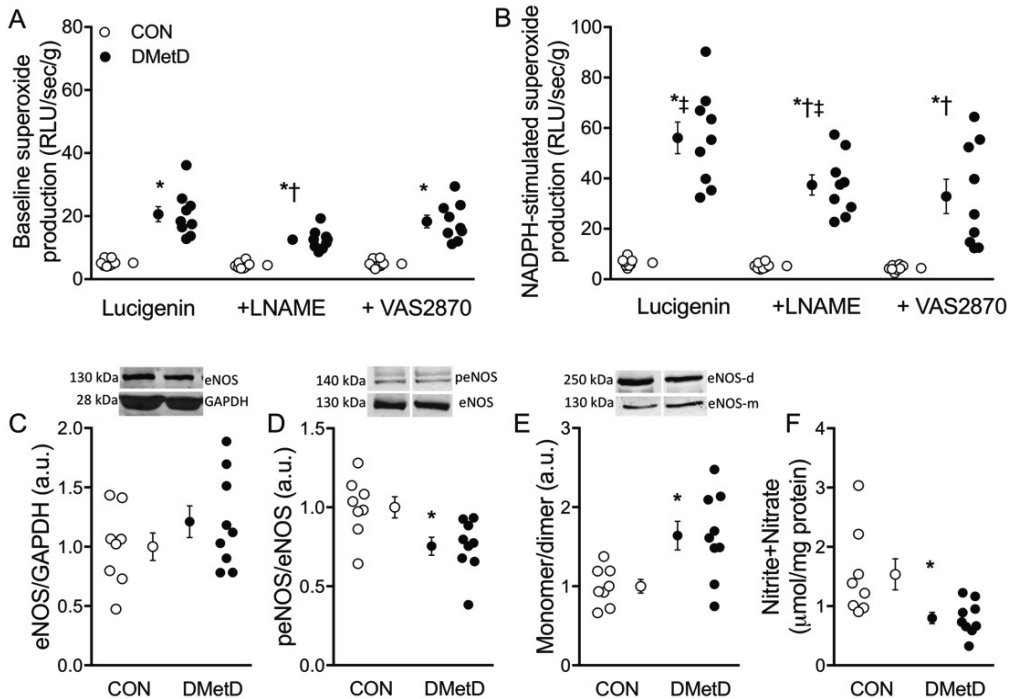 A
Baseline superoxide
production (RLU/sec/g)
80
60
40
20
0
CON
DMetD
*
*†
*
Lucigenin
+LNAME
+ VAS2870
B
NADPH-stimulated superoxide
production (RLU/sec/g)
100
80
60
40
20
0
*‡
*†‡
*†
Lucigenin
+LNAME
+ VAS2870
130 kDa
eNOS
28 kDa
GAPDH
C
eNOS/GAPDH (a.u.)
2.0
1.5
1.0
0.5
0.0
CON
DMetD
140 kDa
peNOS
130 kDa
eNOS
D
peNOS/eNOS (a.u.)
1.5
1.0
0.5
0.0
*
CON
DMetD
250 kDa
eNOS-d
130 kDa
eNOS-m
E
Monomer/dimer (a.u.)
3
2
1
0
*
CON
DMetD
F
Nitrite+Nitrate
(μmol/mg protein)
4
3
2
1
0
*
CON
DMetD